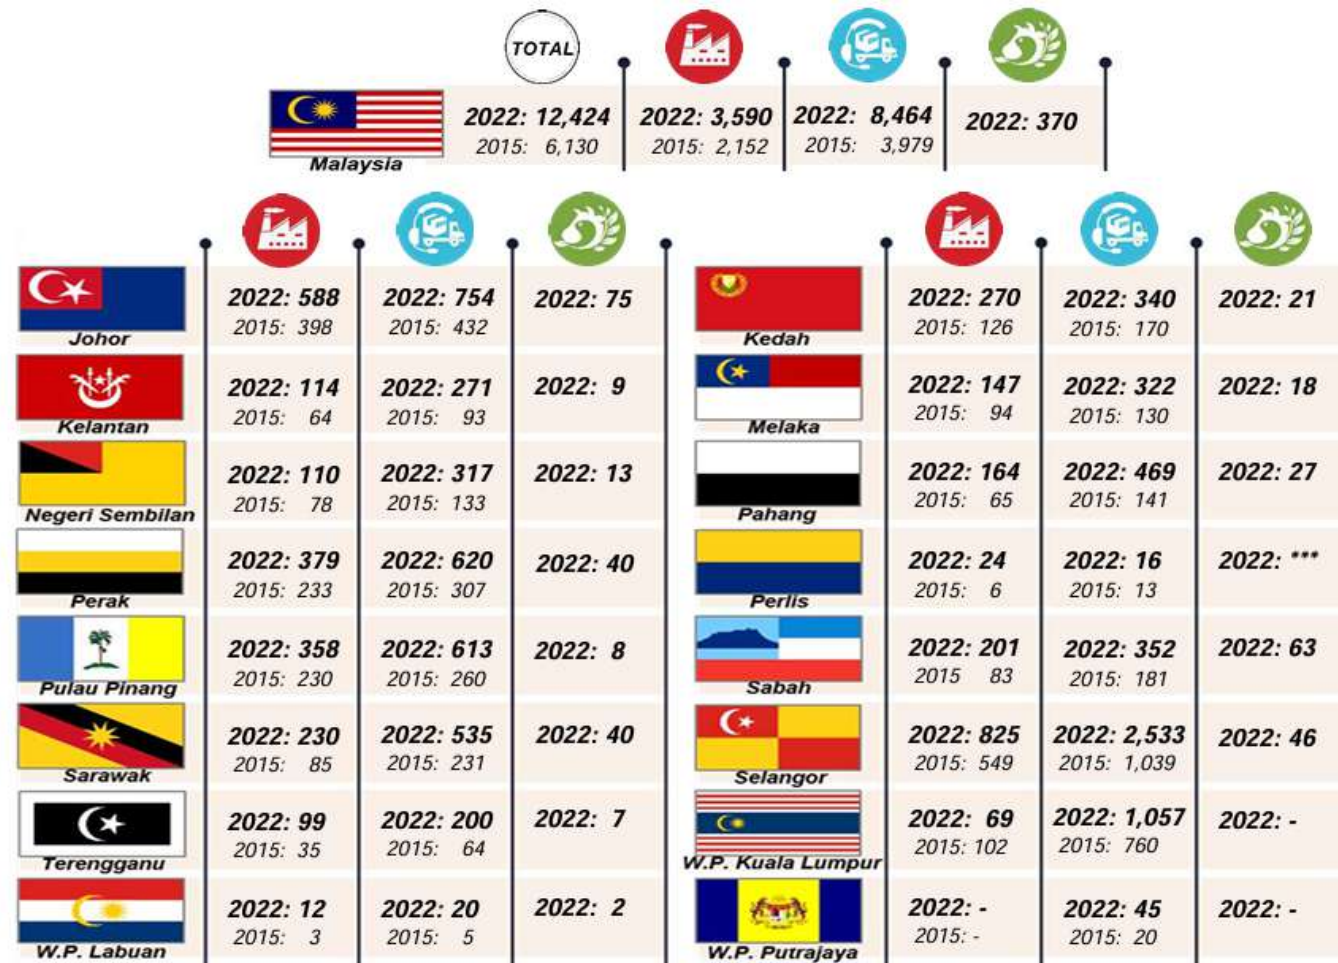 TOTAL
2022: 12,424 2022: 3,590 2022: 8,464 2022: 370
2015: 6,130 2015: 2,152 2015: 3,979
Malaysia
2022: 588 2022: 754 2022: 75
2015: 398 2015: 432
Johor
2022: 270 2022: 340 2022: 21
2015: 126 2015: 170
Kedah
2022: 114 2022: 271 2022: 9
2015: 64 2015: 93
Kelantan
2022: 147 2022: 322 2022: 18
2015: 94 2015: 130
Melaka
2022: 110 2022: 317 2022: 13
2015: 78 2015: 133
Negeri Sembilan
2022: 164 2022: 469 2022: 27
2015: 65 2015: 141
Pahang
2022: 379 2022: 620 2022: 40
2015: 233 2015: 307
Perak
2022: 24 2022: 16 2022: ***
2015: 6 2015: 13
Perlis
2022: 358 2022: 613 2022: 8
2015: 230 2015: 260
Pulau Pinang
2022: 201 2022: 352 2022: 63
2015 83 2015: 181
Sabah
2022: 230 2022: 535 2022: 40
2015: 85 2015: 231
Sarawak
2022: 825 2022: 2,533 2022: 46
2015: 549 2015: 1,039
Selangor
2022: 99 2022: 200 2022: 7
2015: 35 2015: 64
Terengganu
2022: 69 2022: 1,057 2022: -
2015: 102 2015: 760
W.P. Kuala Lumpur
2022: 12 2022: 20 2022: 2
2015: 3 2015: 5
W.P. Labuan
2022: - 2022: 45 2022: -
2015: - 2015: 20
W.P. Putrajaya